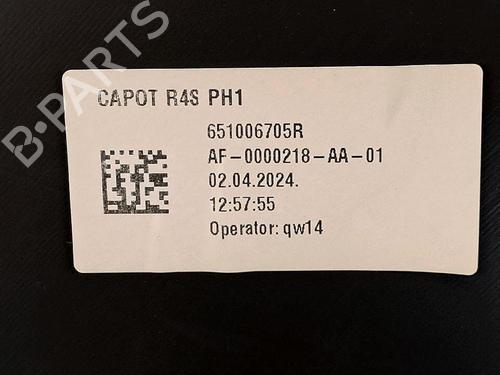 B-PARTS
CAPOT R4S PH1
651006705R
AF-0000218-AA-01
02.04.2024.
12:57:55
Operator: qw14